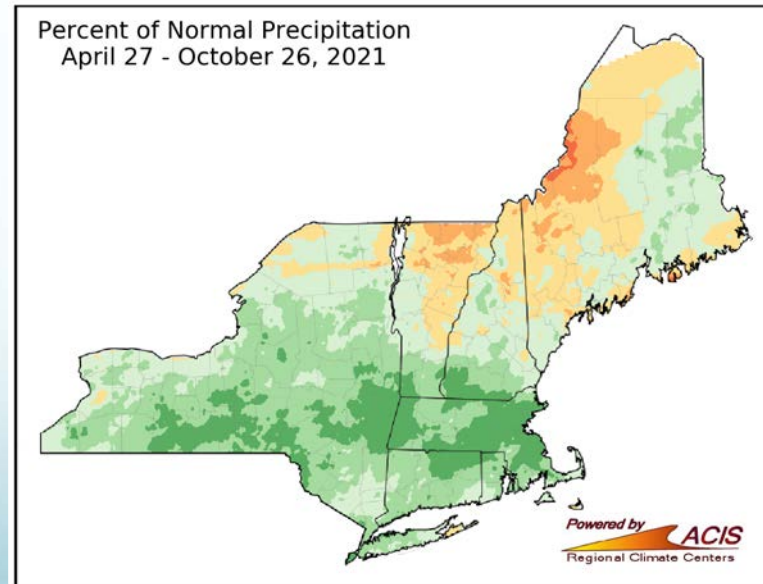 Percent of Normal Precipitation
April 27 - October 26, 2021
Powered by
ACIS
Regional Climate Centers